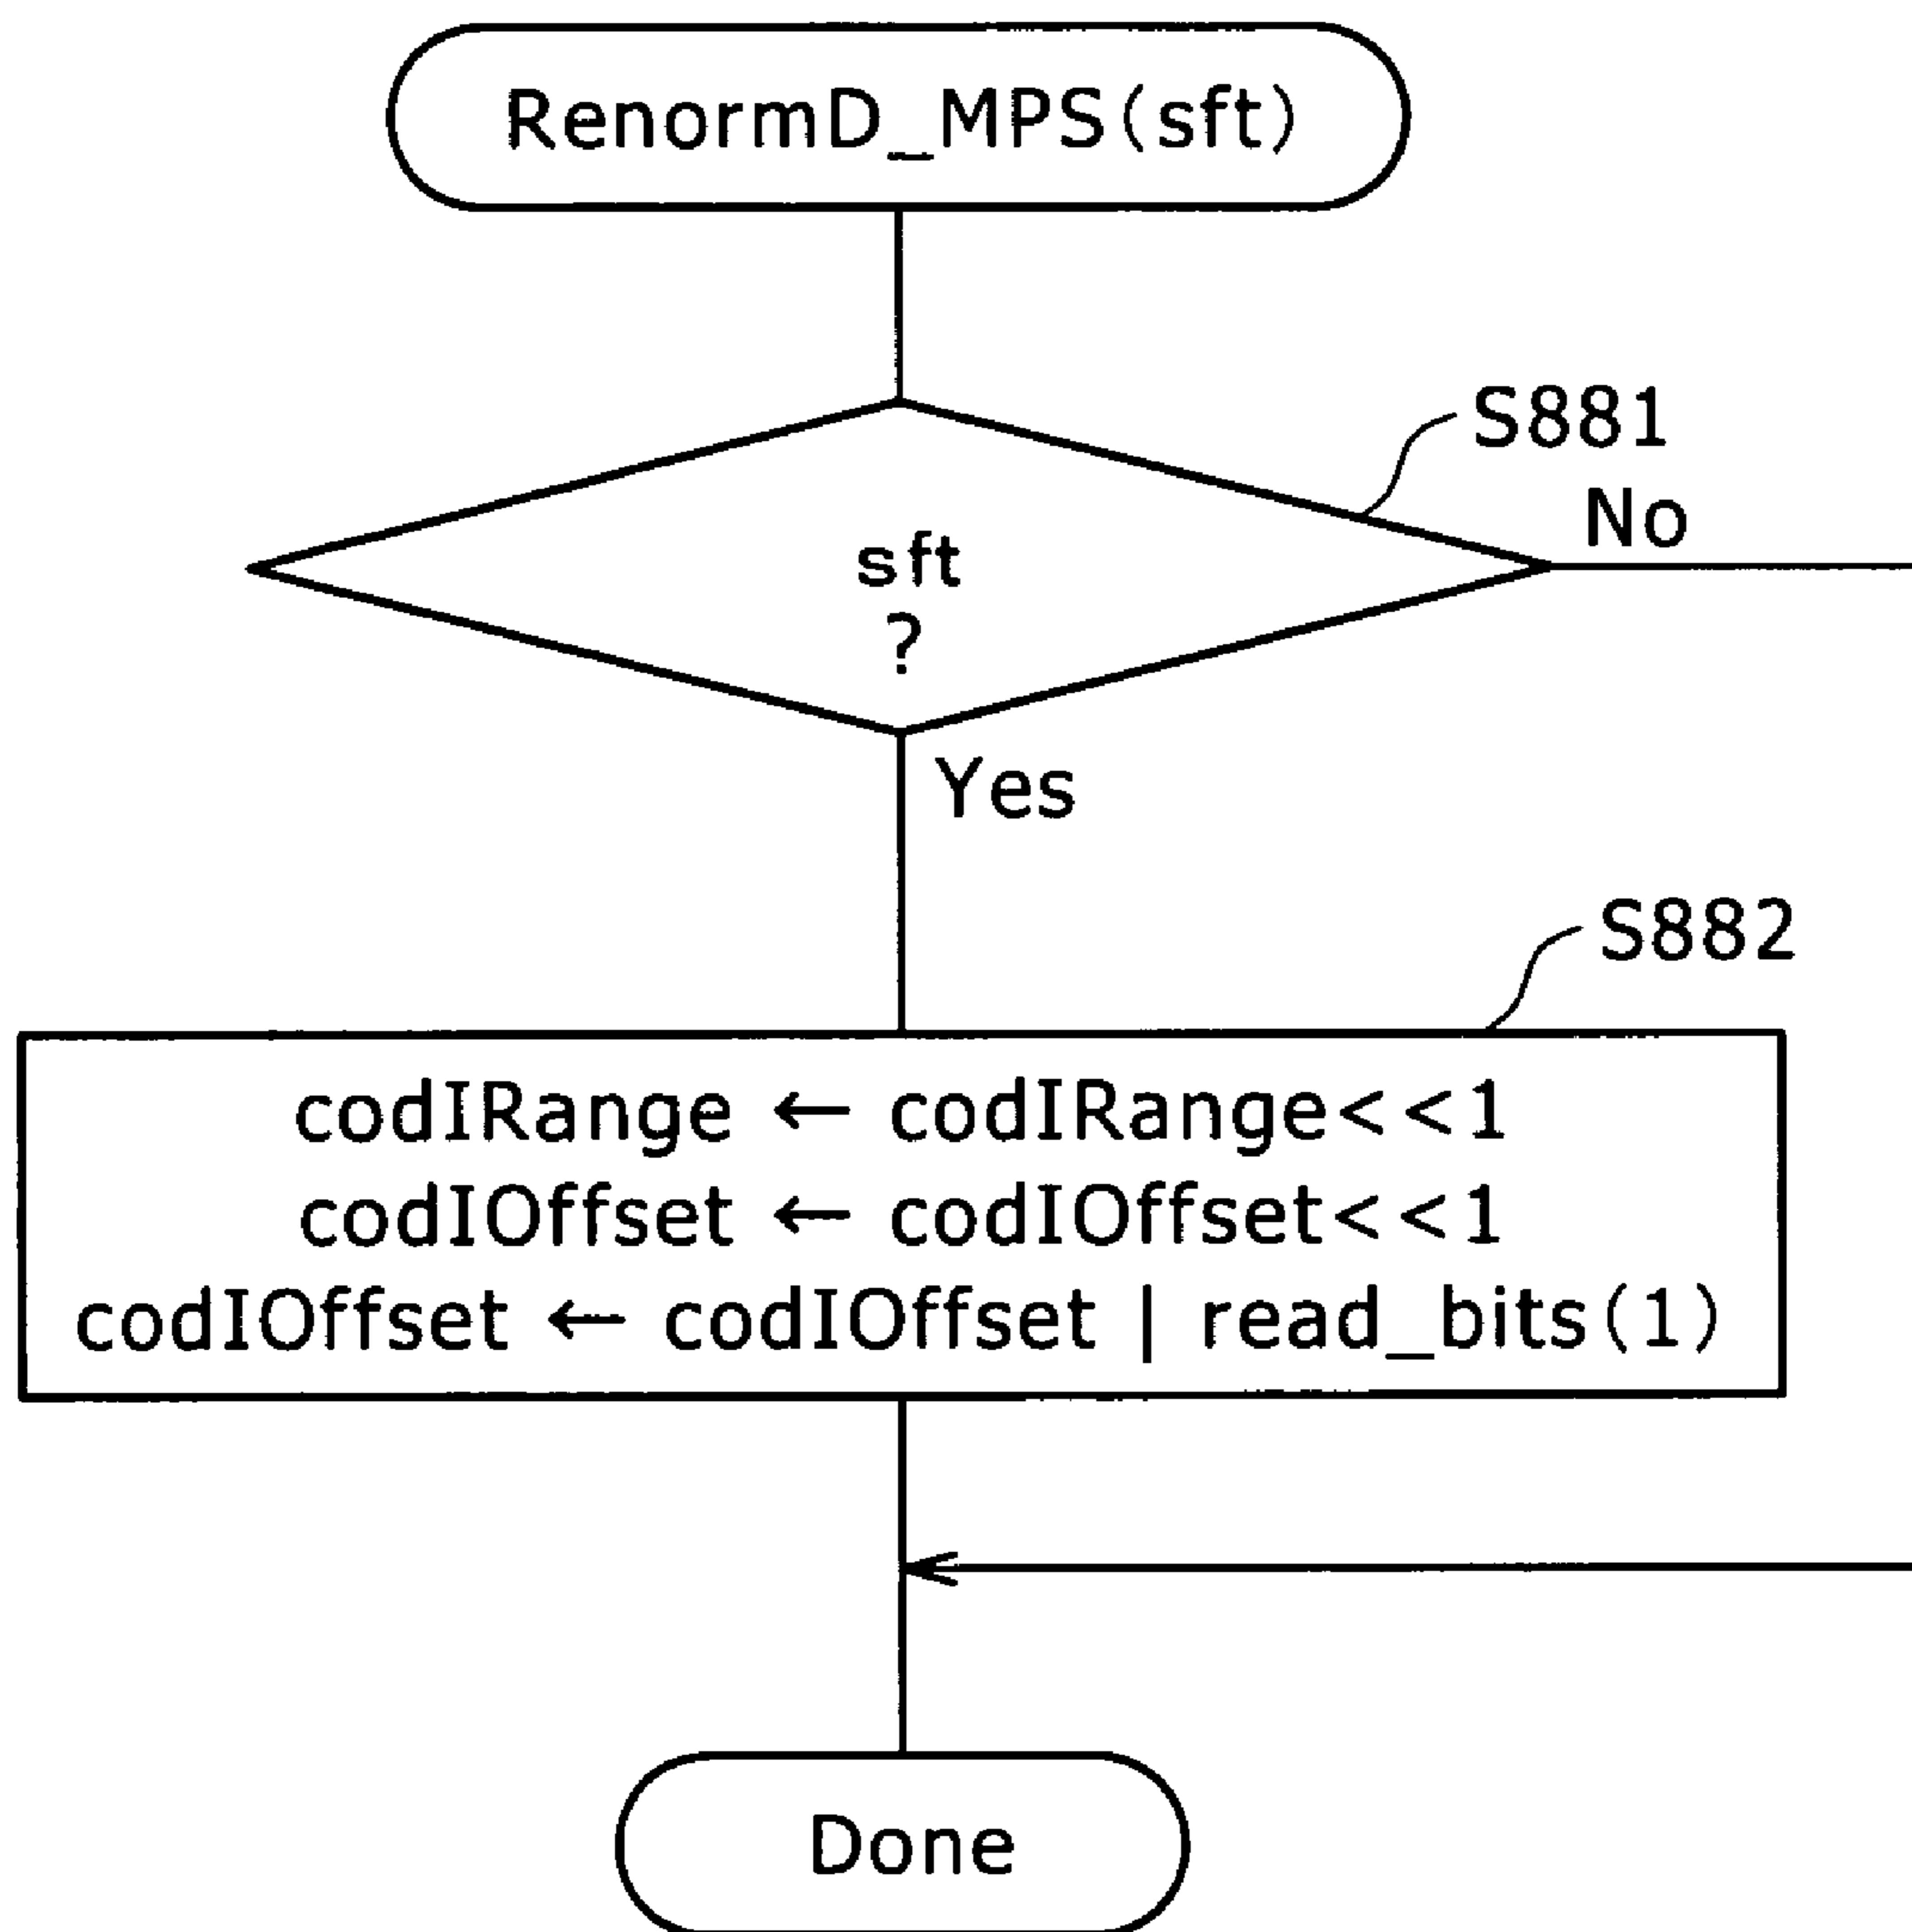 RenormD_MPS(sft)
S881
No
sft
?
Yes
S882
codIRange ← codIRange<<1
codIOffset ← codIOffset<<1
codIOffset ← codIOffset | read_bits(1)
Done